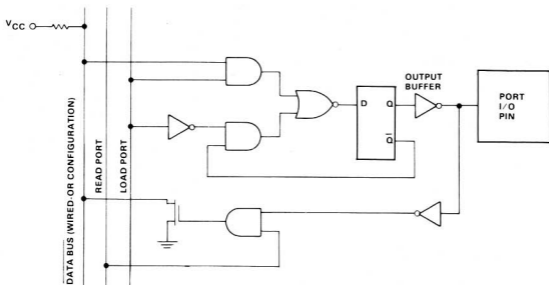 VCC
DATA BUS (WIRED-OR CONFIGURATION)
READ PORT
LOAD PORT
D
Q
Q̅
OUTPUT
BUFFER
PORT
I/O
PIN